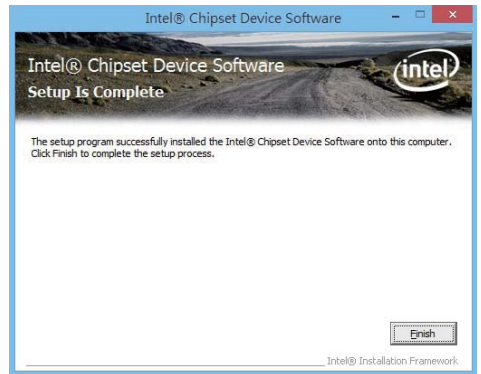 Intel® Chipset Device Software
Intel® Chipset Device Software
Setup Is Complete
intel
The setup program successfully installed the Intel® Chipset Device Software onto this computer.
Click Finish to complete the setup process.
Finish
Intel® Installation Framework